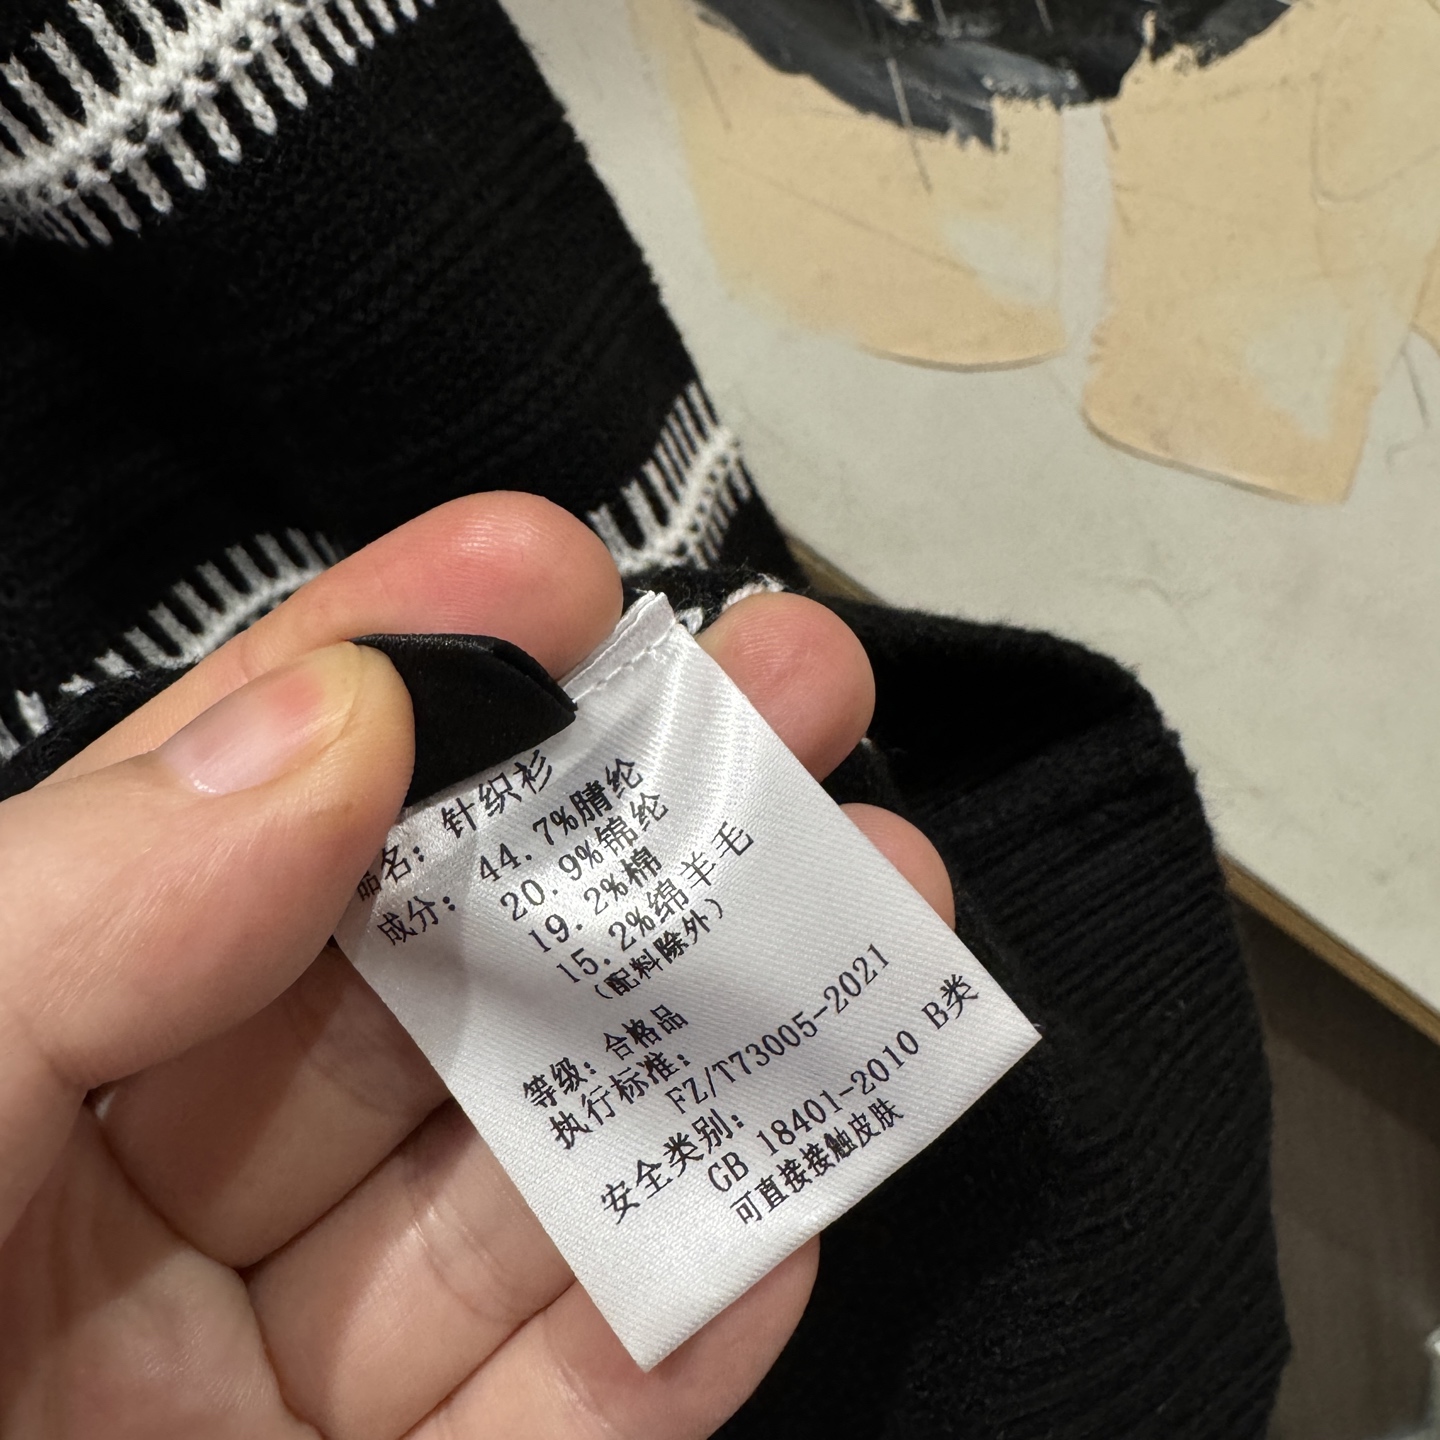 品名：针织衫
成分：44.7%腈纶
20.9%锦纶
19.2%棉
15.2%绵羊毛
(配料除外)
等级：合格品
执行标准：
FZ/T73005-2021
安全类别：
GB 18401-2010 B类
可直接接触皮肤